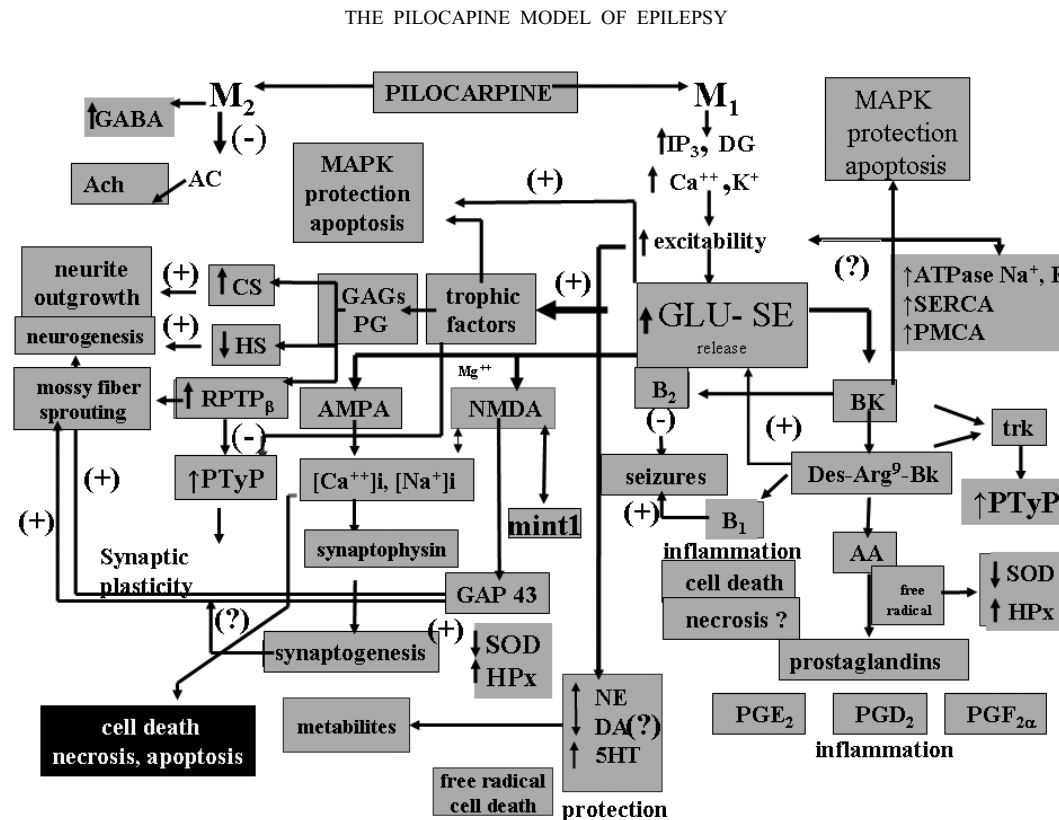 THE PILOCAPINE MODEL OF EPILEPSY
M2
PILOCARPINE
M1
↑GABA
(-)
Ach
AC
MAPK
protection
apoptosis
(+)
↑IP3, DG
↑ Ca++,K+
↑ excitability
MAPK
protection
apoptosis
(?)
↑ATPase Na+, K
↑SERCA
↑PMCA
neurite
outgrowth
(+)
↑ CS
GAGs
PG
trophic
factors
(+)
↑ GLU- SE
release
neurogenesis
(+)
↓ HS
mossy fiber
sprouting
↑ RPTPβ
AMPA
Mg++
NMDA
B2
BK
(-)
↑PTyP
[Ca++]i, [Na+]i
(-)
seizures
(+)
Des-Arg9-Bk
trk
↑PTyP
(+)
(+)
mint1
(+)
B1
inflammation
Synaptic
plasticity
synaptophysin
cell death
necrosis ?
AA
free
radical
↓ SOD
↑ HPx
GAP 43
(?)
synaptogenesis
(+)
↓ SOD
↑ HPx
prostaglandins
cell death
necrosis, apoptosis
metabilites
↑ NE
↓ DA(?)
↑ 5HT
PGE2
PGD2
PGF2α
inflammation
free radical
cell death
protection